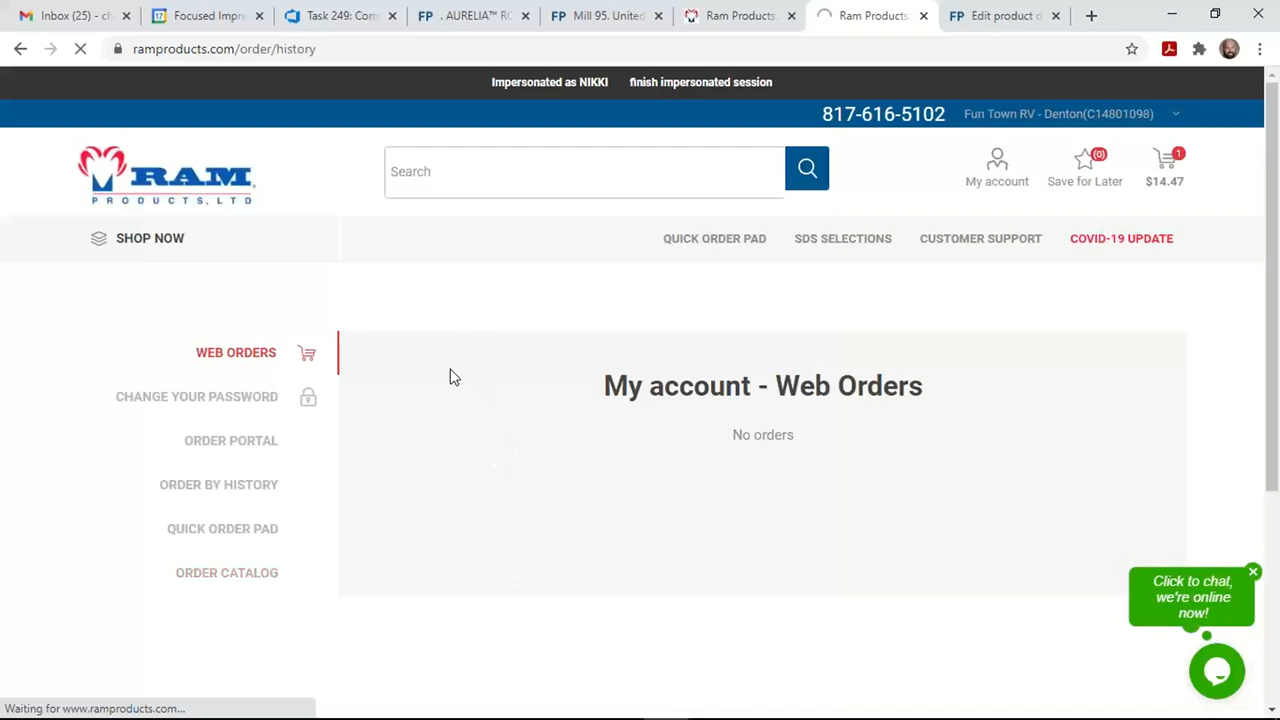 Inbox (25) - ch
Focused Impre
Task 249: Com
. AURELIA™ RO
Mill 95. United
Ram Products.
Ram Products.
Edit product d
ramproducts.com/order/history
Impersonated as NIKKI finish impersonated session
817-616-5102 Fun Town RV - Denton(C14801098)
RAM
PRODUCTS, LTD
Search
My account
(0)
Save for Later
1
$14.47
SHOP NOW
QUICK ORDER PAD SDS SELECTIONS CUSTOMER SUPPORT COVID-19 UPDATE
WEB ORDERS
CHANGE YOUR PASSWORD
ORDER PORTAL
ORDER BY HISTORY
QUICK ORDER PAD
ORDER CATALOG
My account - Web Orders
No orders
Click to chat,
we're online
now!
Waiting for www.ramproducts.com...